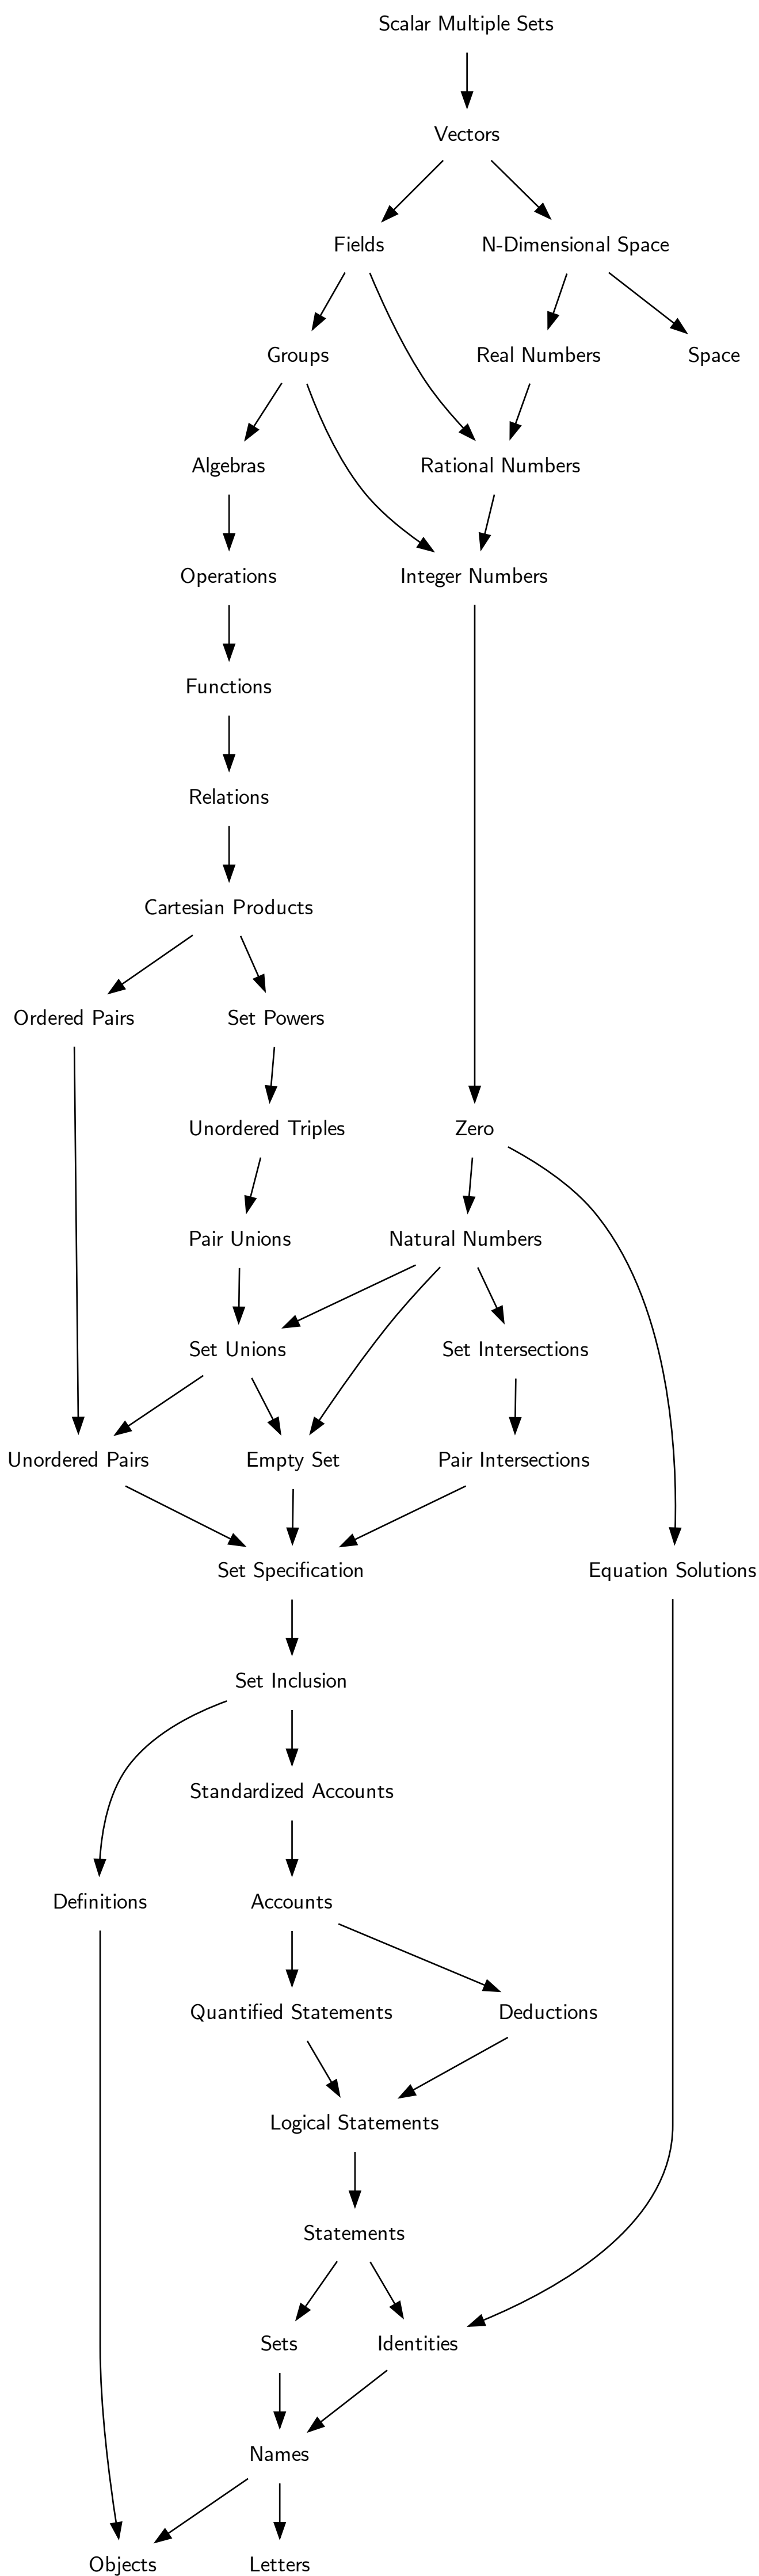 Scalar Multiple Sets
Vectors
Fields
N-Dimensional Space
Groups
Real Numbers
Space
Algebras
Rational Numbers
Operations
Integer Numbers
Functions
Relations
Cartesian Products
Ordered Pairs
Set Powers
Unordered Triples
Zero
Pair Unions
Natural Numbers
Set Unions
Set Intersections
Unordered Pairs
Empty Set
Pair Intersections
Set Specification
Equation Solutions
Set Inclusion
Standardized Accounts
Definitions
Accounts
Quantified Statements
Deductions
Logical Statements
Statements
Sets
Identities
Names
Objects
Letters